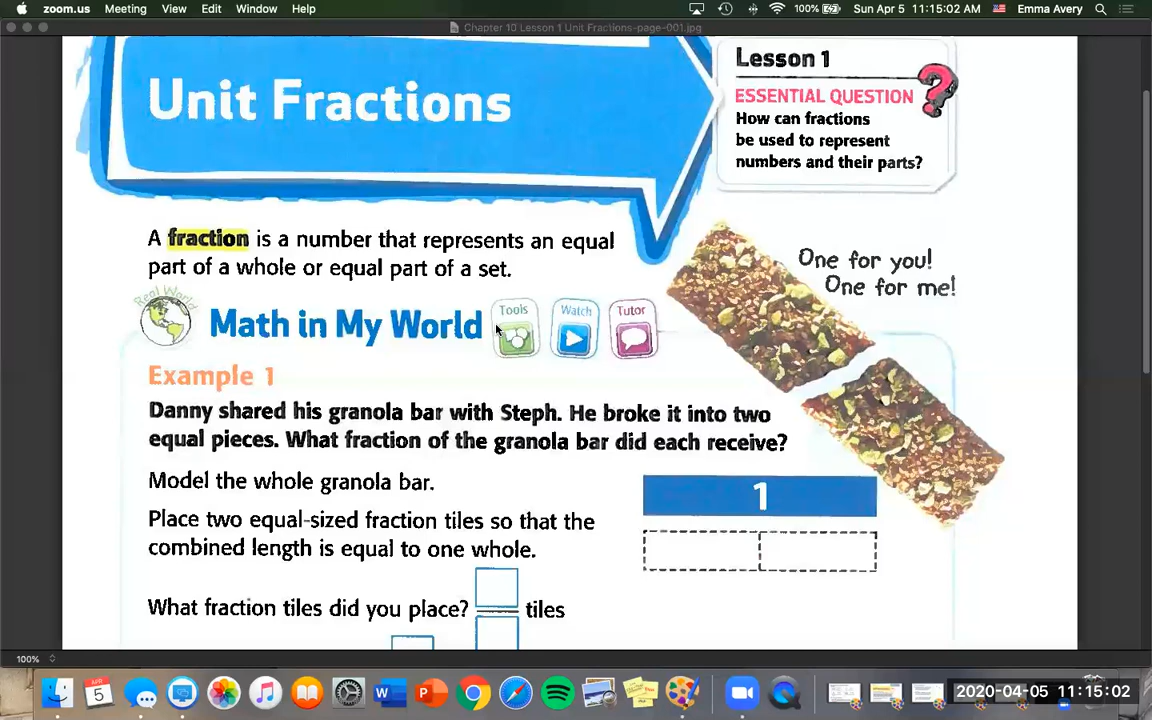 zoom.us Meeting View Edit Window Help 100% Sun Apr 5 11:15:02 AM Emma Avery
Chapter 10 Lesson 1 Unit Fractions-page-001.jpg
Unit Fractions
Lesson 1
ESSENTIAL QUESTION
How can fractions
be used to represent
numbers and their parts?
?
A fraction is a number that represents an equal
part of a whole or equal part of a set.
One for you!
One for me!
Real World
Math in My World
Tools Watch Tutor
Example 1
Danny shared his granola bar with Steph. He broke it into two
equal pieces. What fraction of the granola bar did each receive?
Model the whole granola bar.
1
Place two equal-sized fraction tiles so that the
combined length is equal to one whole.
What fraction tiles did you place? tiles
100%
APR
5
W
P
2020-04-05 11:15:02